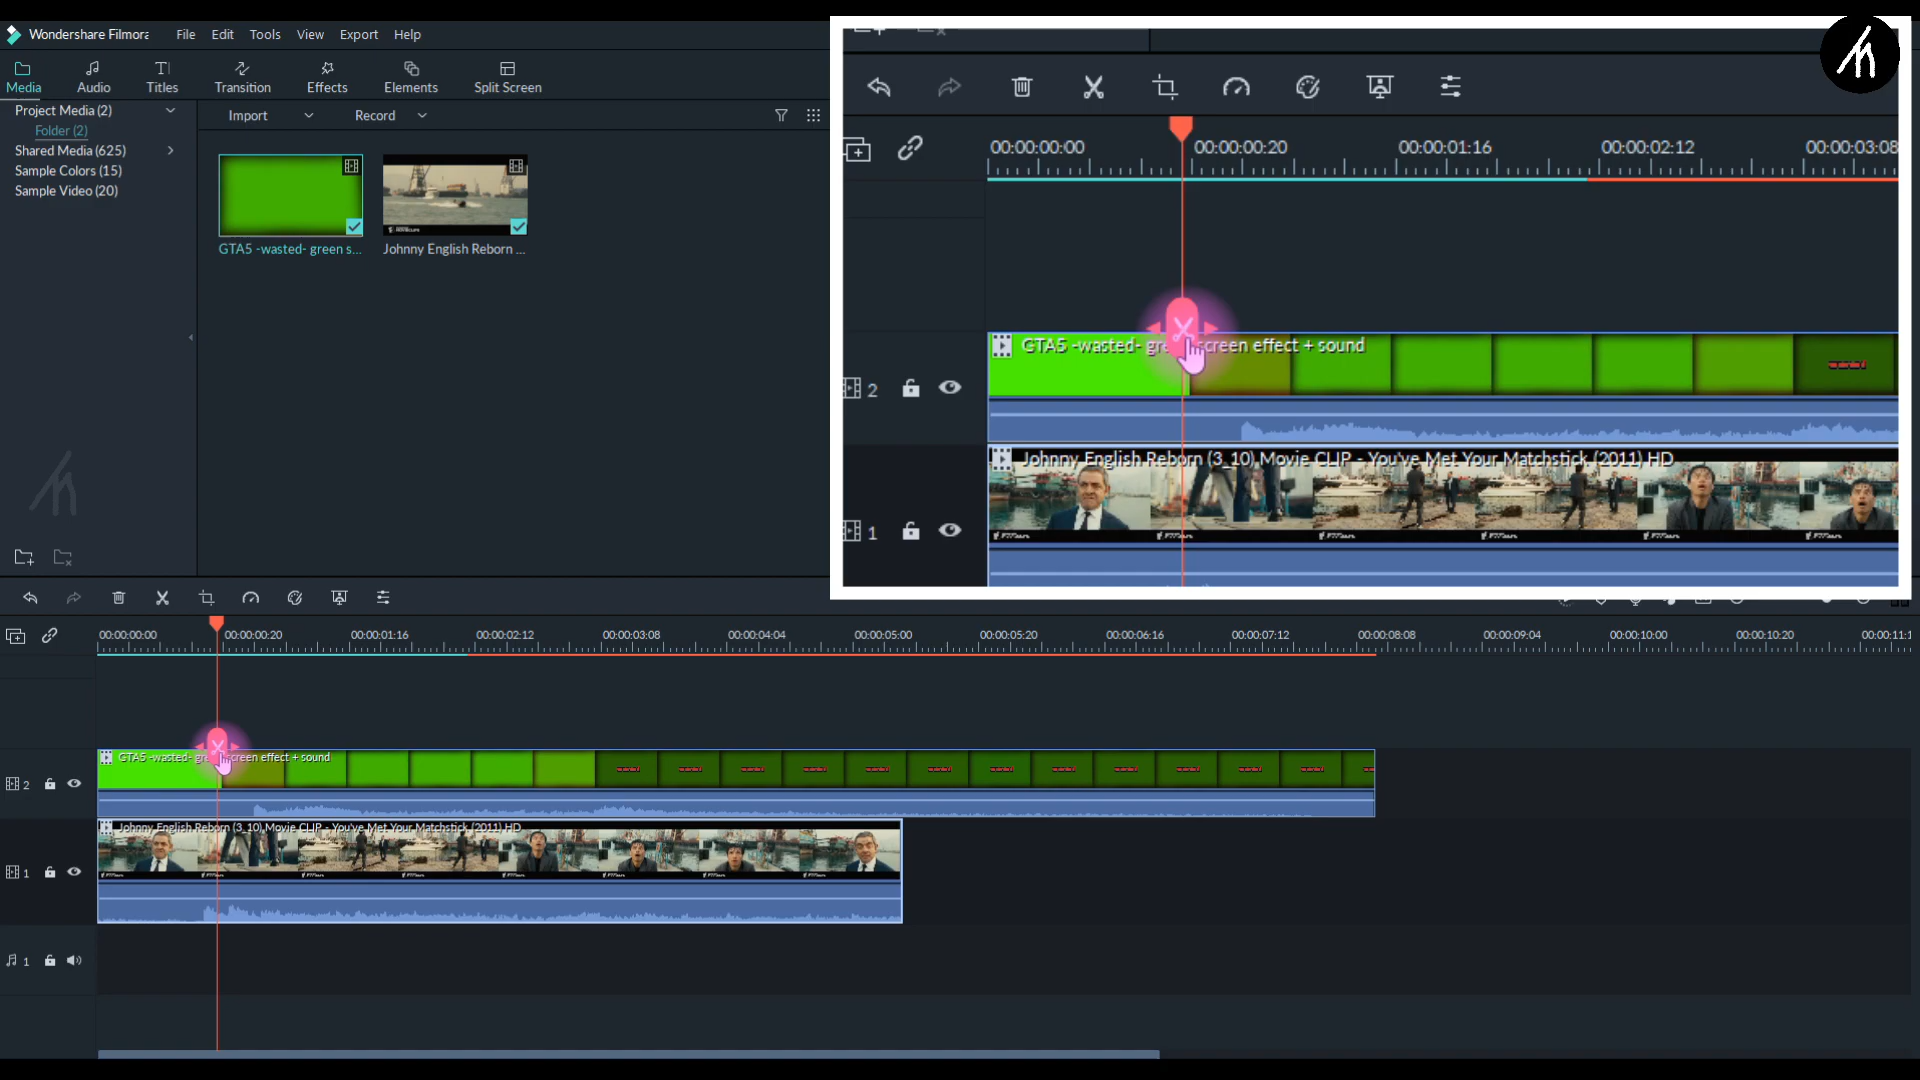 Wondershare Filmora
File Edit Tools View Export Help
Media Audio Titles Transition Effects Elements Split Screen
Project Media (2)
Folder (2)
Shared Media (625)
Sample Colors (15)
Sample Video (20)
Import Record
GTA5 -wasted- green s...
Johnny English Reborn ...
00:00:00:00 00:00:00:20 00:00:01:16 00:00:02:12 00:00:03:08
GTA5 -wasted- gre screen effect + sound
2
Johnny English Reborn (3_10) Movie CLIP - You've Met Your Matchstick (2011) HD
1
00:00:00:00 00:00:00:20 00:00:01:16 00:00:02:12 00:00:03:08 00:00:04:04 00:00:05:00 00:00:05:20 00:00:06:16 00:00:07:12 00:00:08:08 00:00:09:04 00:00:10:00 00:00:10:20 00:00:11:1
GTA5 -wasted- gre screen effect + sound
2
Johnny English Reborn (3_10) Movie CLIP - You've Met Your Matchstick (2011) HD
1
1